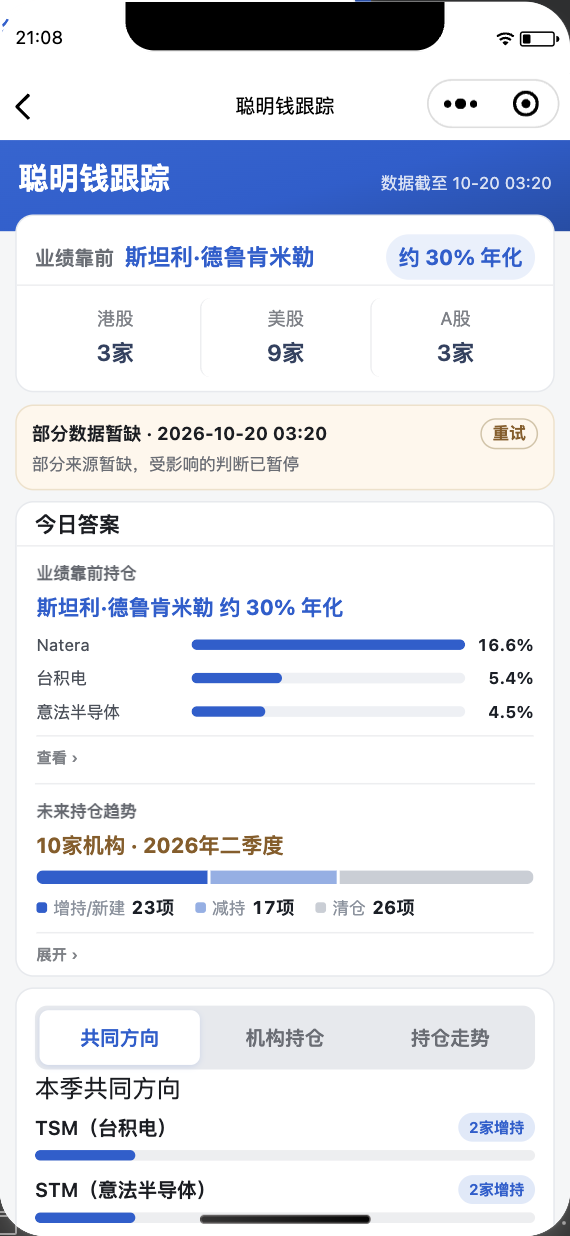 21:08
聪明钱跟踪
聪明钱跟踪
数据截至 10-20 03:20
业绩靠前 斯坦利·德鲁肯米勒 约 30% 年化
港股 美股 A股
3家 9家 3家
部分数据暂缺 · 2026-10-20 03:20 重试
部分来源暂缺，受影响的判断已暂停
今日答案
业绩靠前持仓
斯坦利·德鲁肯米勒 约 30% 年化
Natera 16.6%
台积电 5.4%
意法半导体 4.5%
查看 ›
未来持仓趋势
10家机构 · 2026年二季度
增持/新建 23项 减持 17项 清仓 26项
展开 ›
共同方向 机构持仓 持仓走势
本季共同方向
TSM（台积电） 2家增持
STM（意法半导体） 2家增持